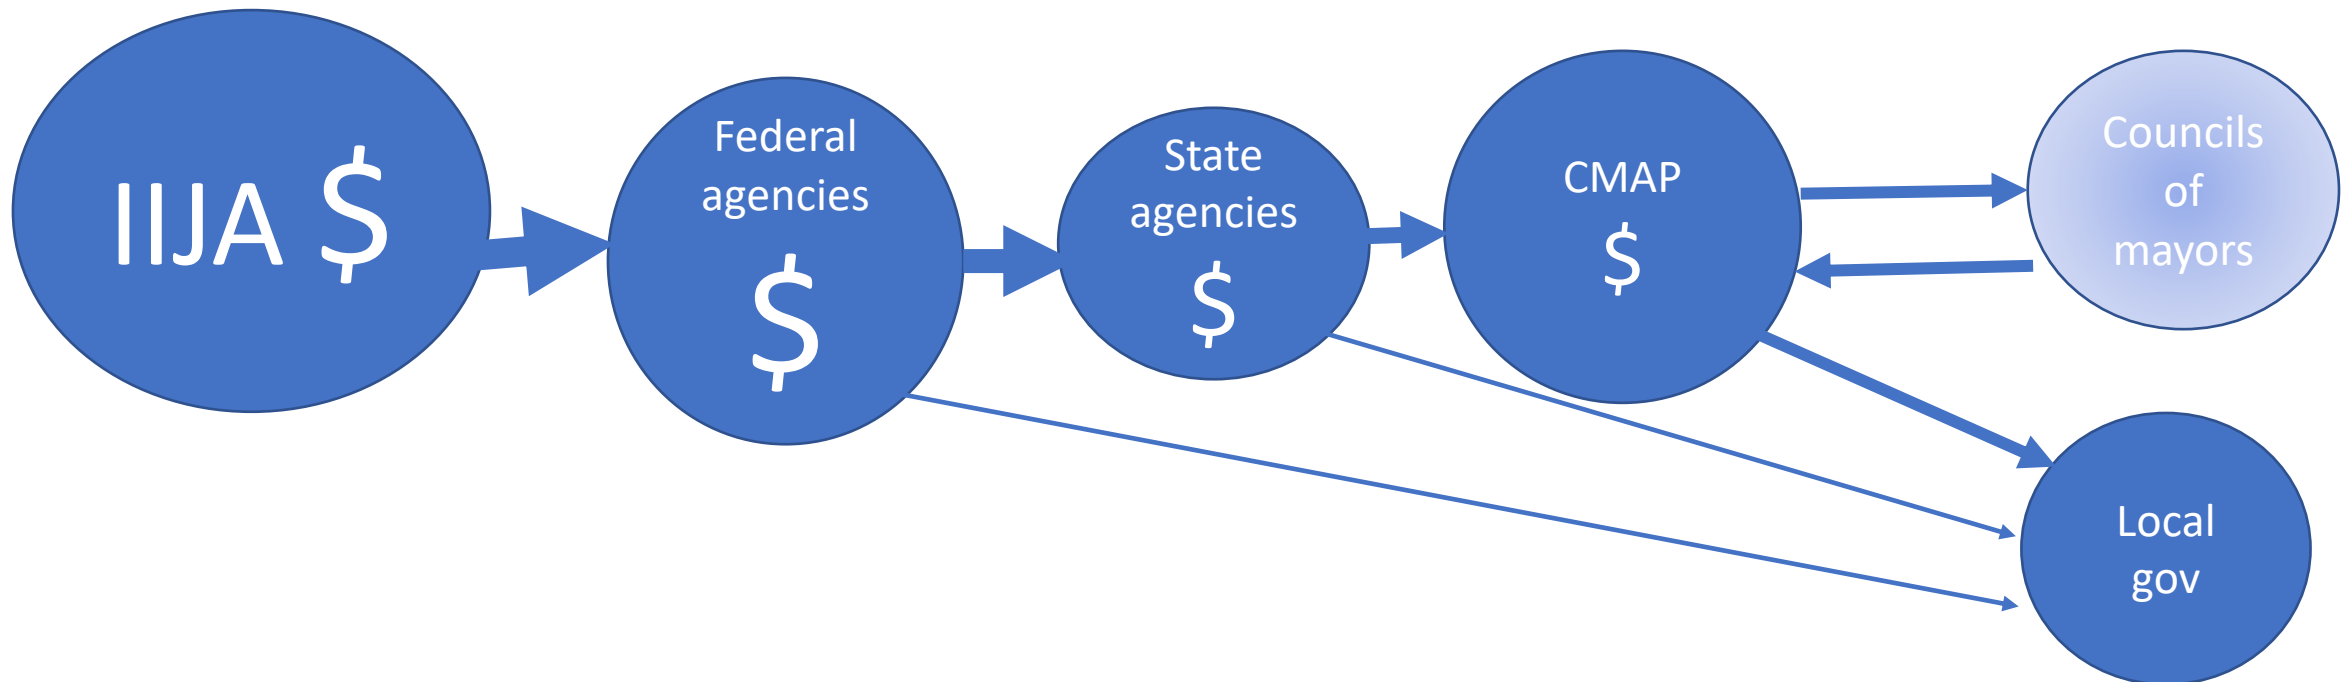 IIJA $
Federal
agencies
$
State
agencies
$
CMAP
$
Councils
of
mayors
Local
gov